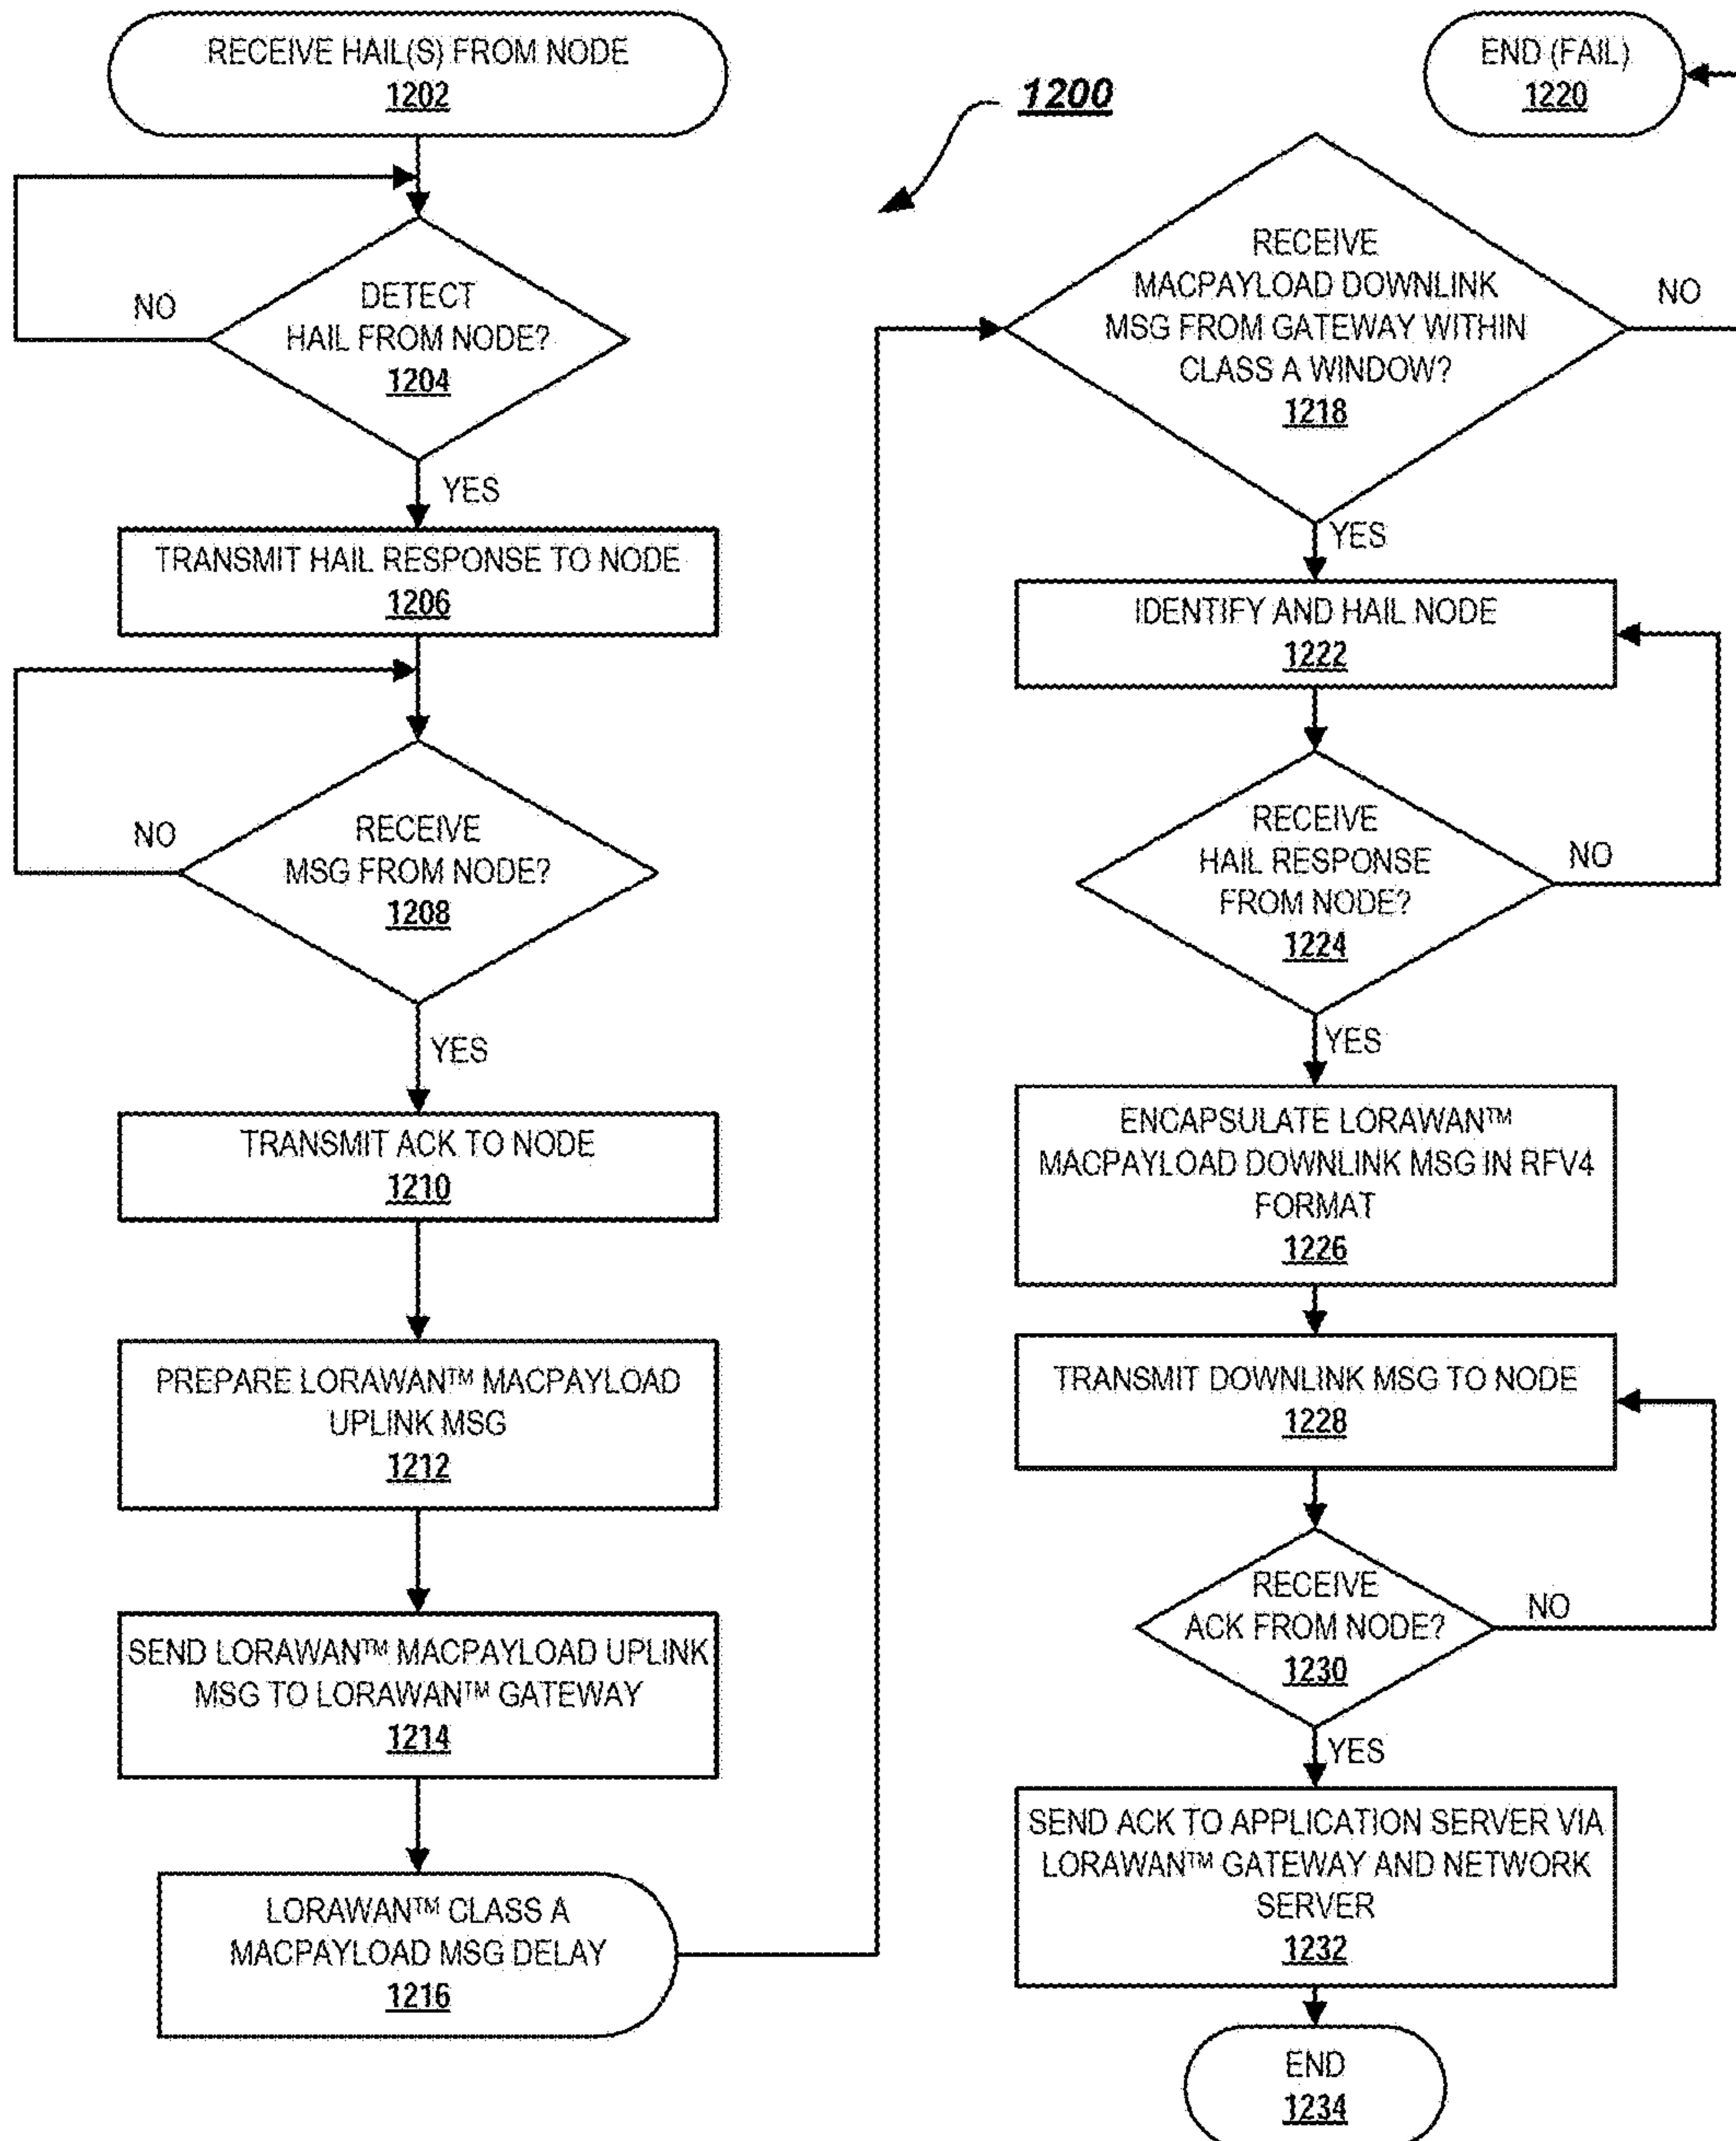 RECEIVE HAIL(S) FROM NODE
1202
DETECT
HAIL FROM NODE?
1204
NO
YES
TRANSMIT HAIL RESPONSE TO NODE
1206
RECEIVE
MSG FROM NODE?
1208
NO
YES
TRANSMIT ACK TO NODE
1210
PREPARE LORAWAN™ MACPAYLOAD
UPLINK MSG
1212
SEND LORAWAN™ MACPAYLOAD UPLINK
MSG TO LORAWAN™ GATEWAY
1214
LORAWAN™ CLASS A
MACPAYLOAD MSG DELAY
1216
1200
END (FAIL)
1220
RECEIVE
MACPAYLOAD DOWNLINK
MSG FROM GATEWAY WITHIN
CLASS A WINDOW?
1218
NO
YES
IDENTIFY AND HAIL NODE
1222
RECEIVE
HAIL RESPONSE
FROM NODE?
1224
NO
YES
ENCAPSULATE LORAWAN™
MACPAYLOAD DOWNLINK MSG IN RFV4
FORMAT
1226
TRANSMIT DOWNLINK MSG TO NODE
1228
RECEIVE
ACK FROM NODE?
1230
NO
YES
SEND ACK TO APPLICATION SERVER VIA
LORAWAN™ GATEWAY AND NETWORK
SERVER
1232
END
1234